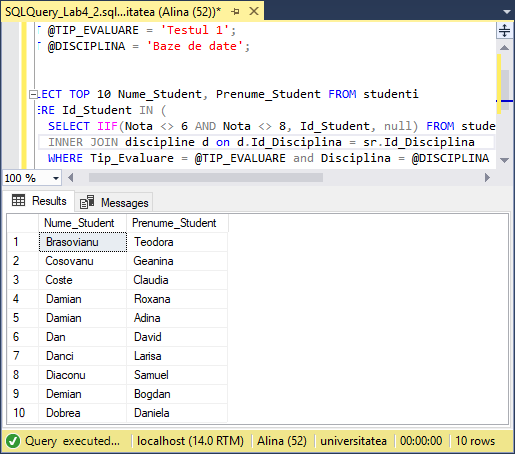 SQLQuery_Lab4_2.sql...itatea (Alina (52))*
@TIP_EVALUARE = 'Testul 1';
@DISCIPLINA = 'Baze de date';
LECT TOP 10 Nume_Student, Prenume_Student FROM studenti
ERE Id_Student IN (
SELECT IIF(Nota <> 6 AND Nota <> 8, Id_Student, null) FROM stude
INNER JOIN discipline d on d.Id_Disciplina = sr.Id_Disciplina
WHERE Tip_Evaluare = @TIP_EVALUARE and Disciplina = @DISCIPLINA
100 %
Results Messages
Nume_Student Prenume_Student
1 Brasovianu Teodora
2 Cosovanu Geanina
3 Coste Claudia
4 Damian Roxana
5 Damian Adina
6 Dan David
7 Danci Larisa
8 Diaconu Samuel
9 Demian Bogdan
10 Dobrea Daniela
Query executed... localhost (14.0 RTM) Alina (52) universitatea 00:00:00 10 rows